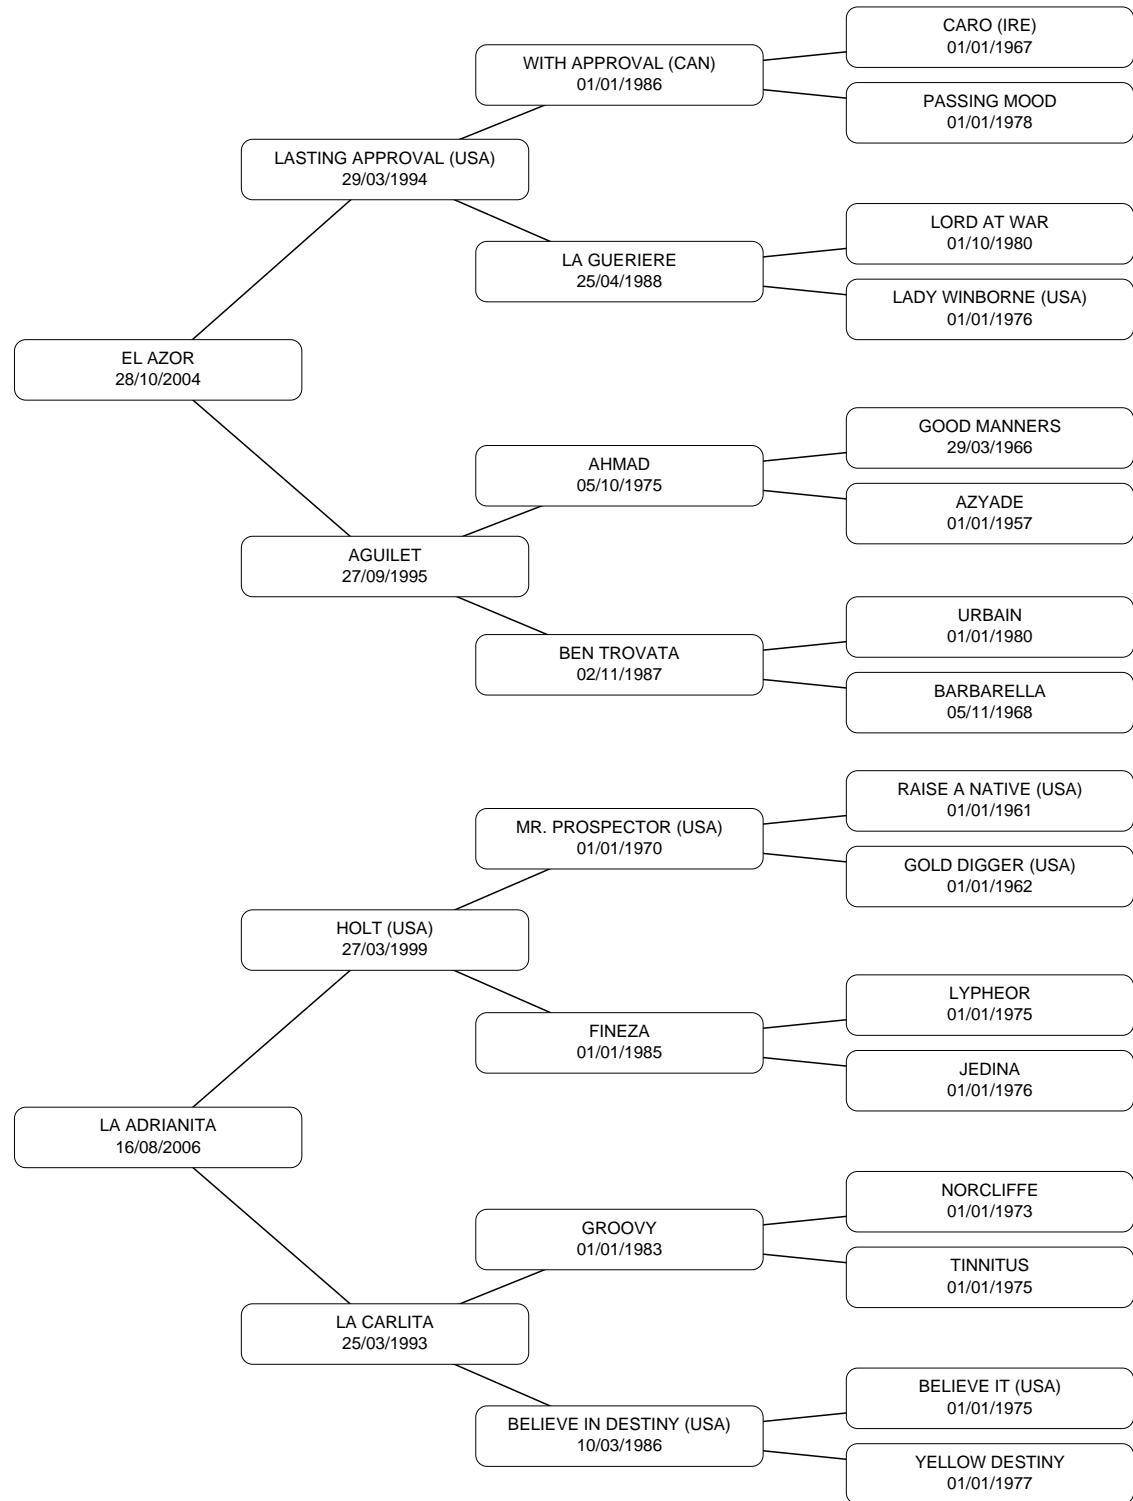 CARO (IRE)
01/01/1967
WITH APPROVAL (CAN)
01/01/1986
PASSING MOOD
01/01/1978
LASTING APPROVAL (USA)
29/03/1994
LORD AT WAR
01/10/1980
LA GUERIERE
25/04/1988
LADY WINBORNE (USA)
01/01/1976
EL AZOR
28/10/2004
GOOD MANNERS
29/03/1966
AHMAD
05/10/1975
AZYADE
01/01/1957
AGUILET
27/09/1995
URBAIN
01/01/1980
BEN TROVATA
02/11/1987
BARBARELLA
05/11/1968
RAISE A NATIVE (USA)
01/01/1961
MR. PROSPECTOR (USA)
01/01/1970
GOLD DIGGER (USA)
01/01/1962
HOLT (USA)
27/03/1999
LYPHEOR
01/01/1975
FINEZA
01/01/1985
JEDINA
01/01/1976
LA ADRIANITA
16/08/2006
NORCLIFFE
01/01/1973
GROOVY
01/01/1983
TINNITUS
01/01/1975
LA CARLITA
25/03/1993
BELIEVE IT (USA)
01/01/1975
BELIEVE IN DESTINY (USA)
10/03/1986
YELLOW DESTINY
01/01/1977